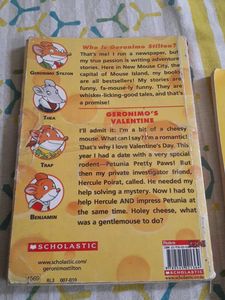 Who Is Geronimo Stilton?
That's me! I run a newspaper, but
my true passion is writing adventure
stories. Here in New Mouse City, the
capital of Mouse Island, my books
are all bestsellers! My stories are
funny, fa-mouse-ly funny. They are
whisker-licking-good tales, and that's
a promise!
GERONIMO STILTON
THEA
TRAP
BENJAMIN
GERONIMO'S
VALENTINE
I'll admit it: I'm a bit of a cheesy
mouse. What can I say? I'm a romantic!
That's why I love Valentine's Day. This
year I had a date with a very special
rodent—Petunia Pretty Paws! But my
then my private investigator friend,
Hercule Poirat, called. He needed my
help solving a mystery. Now I had to
help Hercule AND impress Petunia at
the same time. Holey cheese, what
was a gentlemouse to do?
SCHOLASTIC
www.scholastic.com/
geronimostilton
RL3 007-010